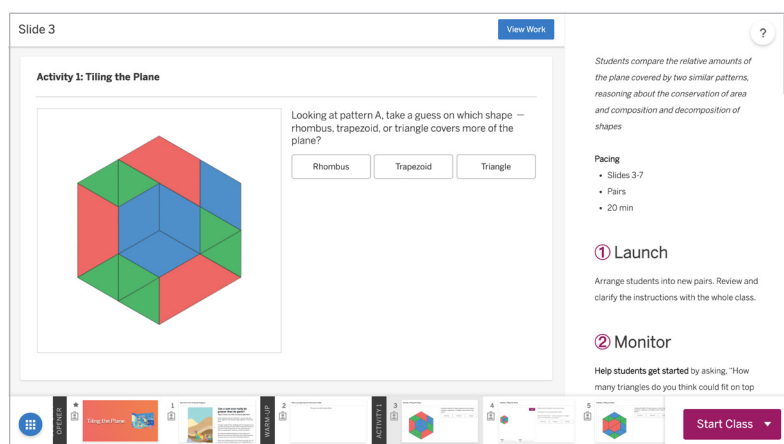 Slide 3
View Work
?
Activity 1: Tiling the Plane
Looking at pattern A, take a guess on which shape —
rhombus, trapezoid, or triangle covers more of the
plane?
Rhombus
Trapezoid
Triangle
Students compare the relative amounts of
the plane covered by two similar patterns,
reasoning about the conservation of area
and composition and decomposition of
shapes
Pacing
• Slides 3-7
• Pairs
• 20 min
1 Launch
Arrange students into new pairs. Review and
clarify the instructions with the whole class.
2 Monitor
Help students get started by asking, "How
many triangles do you think could fit on top
OPENER
Tiling the Plane
1
WARM-UP
2
ACTIVITY 1
3
4
5
Start Class